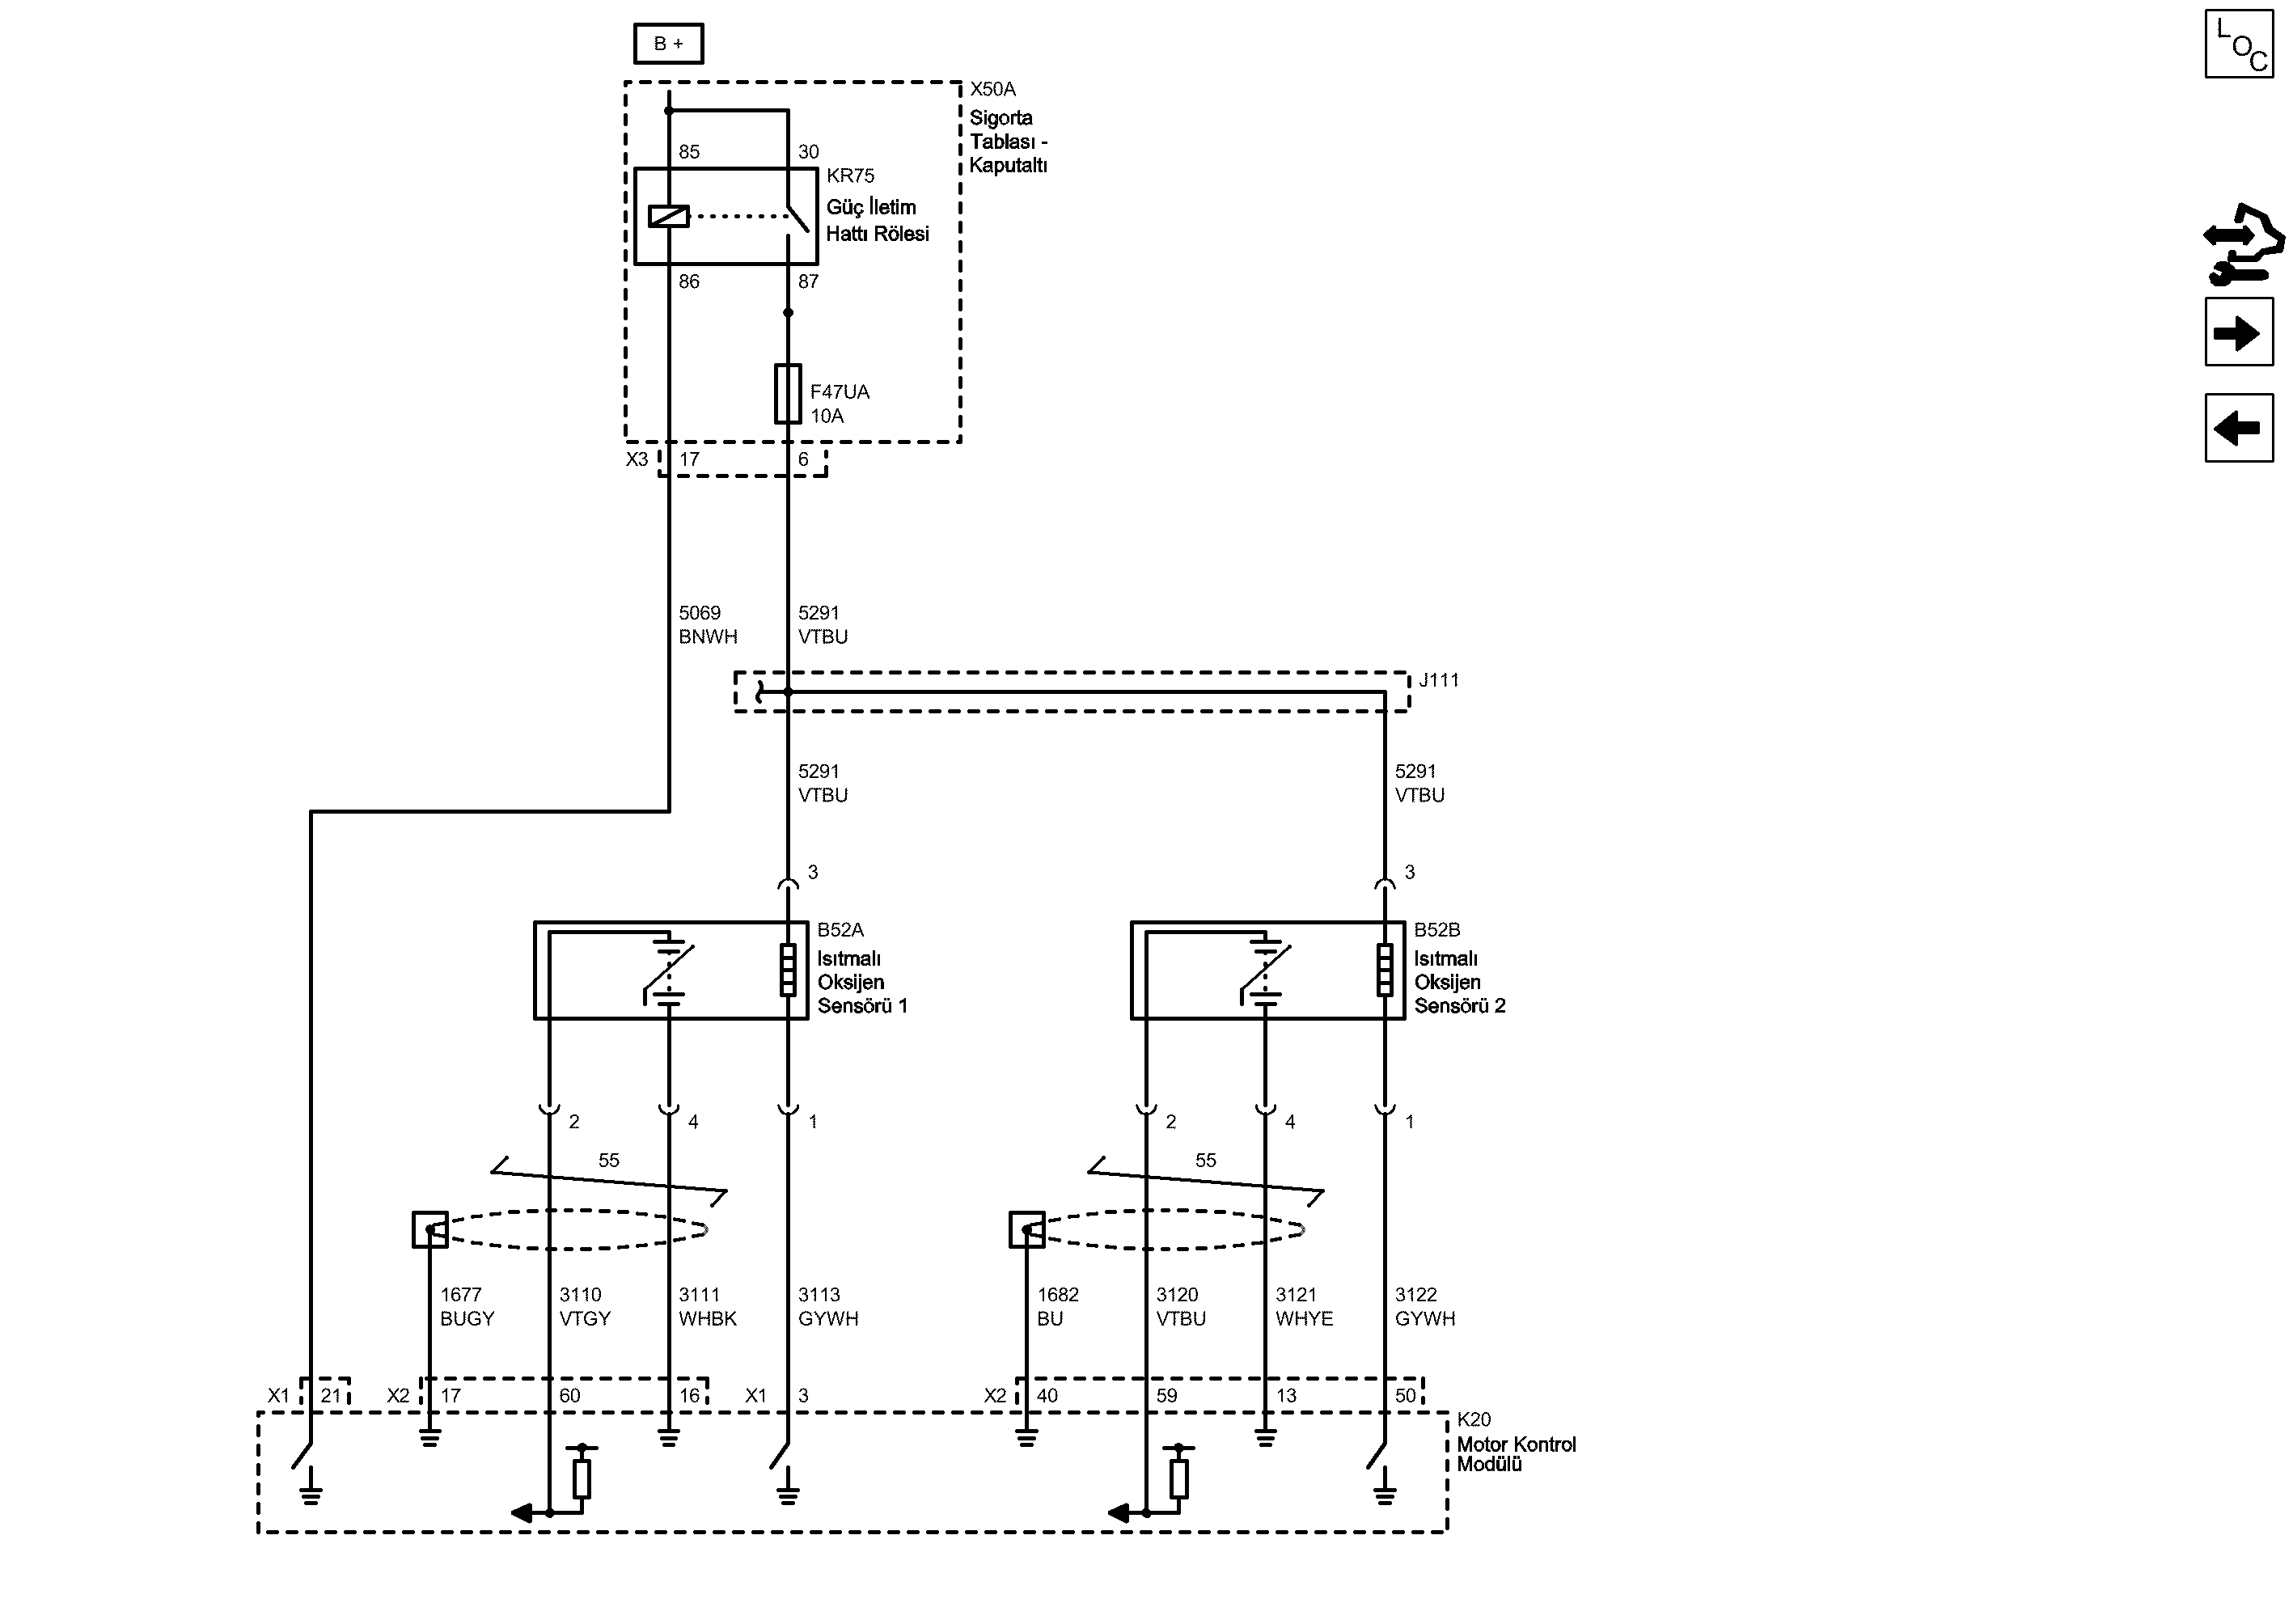 B +
LOC
X50A
Sigorta
Tablası -
Kaputaltı
85
30
KR75
Güç İletim
Hattı Rölesi
86
87
F47UA
10A
X3
17
6
5069
BNWH
5291
VTBU
J111
5291
VTBU
5291
VTBU
3
3
B52A
Isıtmalı
Oksijen
Sensörü 1
B52B
Isıtmalı
Oksijen
Sensörü 2
2
4
1
2
4
1
55
55
1677
BUGY
3110
VTGY
3111
WHBK
3113
GYWH
1682
BU
3120
VTBU
3121
WHYE
3122
GYWH
X1
21
X2
17
60
16
X1
3
X2
40
59
13
50
K20
Motor Kontrol
Modülü